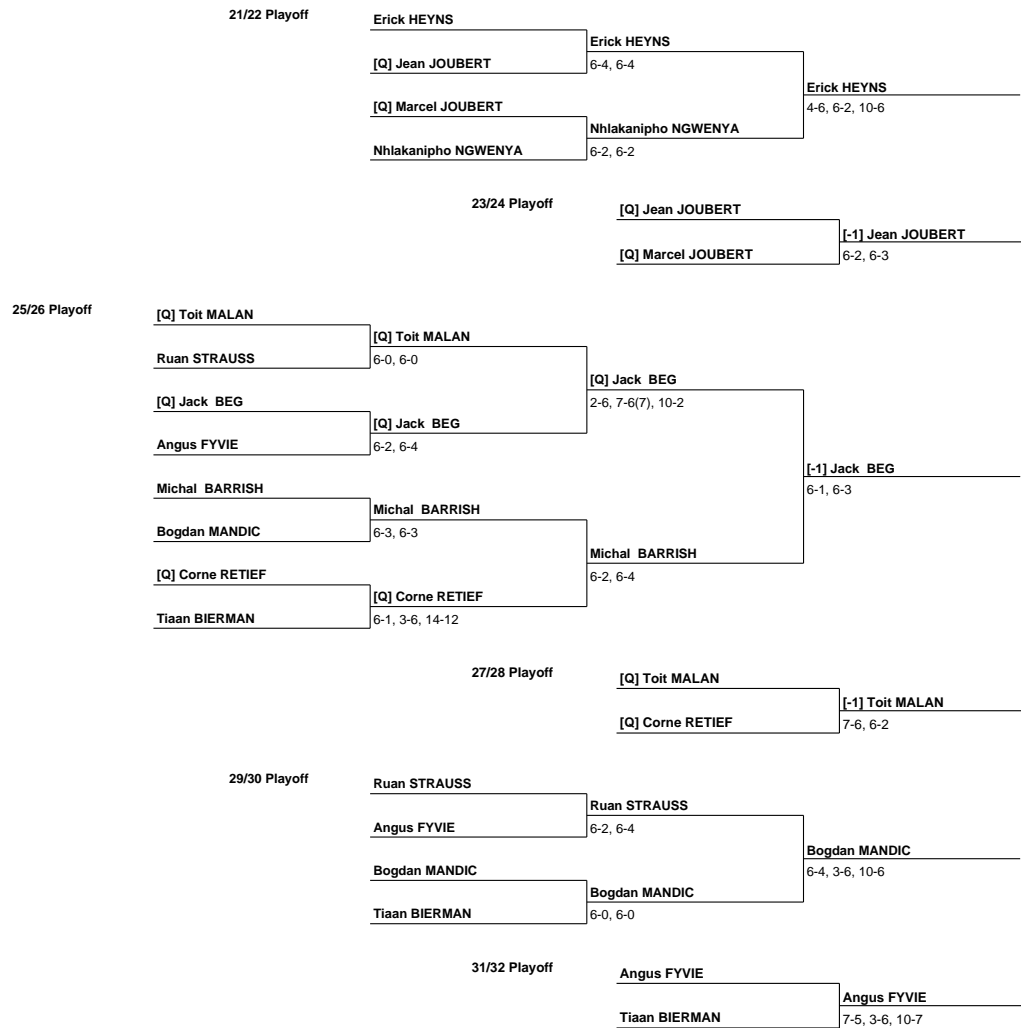 21/22 Playoff
Erick HEYNS
Erick HEYNS
[Q] Jean JOUBERT
6-4, 6-4
Erick HEYNS
[Q] Marcel JOUBERT
4-6, 6-2, 10-6
Nhlakanipho NGWENYA
Nhlakanipho NGWENYA
6-2, 6-2
23/24 Playoff
[Q] Jean JOUBERT
[-1] Jean JOUBERT
[Q] Marcel JOUBERT
6-2, 6-3
25/26 Playoff
[Q] Toit MALAN
[Q] Toit MALAN
Ruan STRAUSS
6-0, 6-0
[Q] Jack BEG
[Q] Jack BEG
2-6, 7-6(7), 10-2
[Q] Jack BEG
Angus FYVIE
6-2, 6-4
[-1] Jack BEG
6-1, 6-3
Michal BARRISH
Michal BARRISH
Bogdan MANDIC
6-3, 6-3
Michal BARRISH
[Q] Corne RETIEF
6-2, 6-4
[Q] Corne RETIEF
Tiaan BIERMAN
6-1, 3-6, 14-12
27/28 Playoff
[Q] Toit MALAN
[-1] Toit MALAN
[Q] Corne RETIEF
7-6, 6-2
29/30 Playoff
Ruan STRAUSS
Ruan STRAUSS
Angus FYVIE
6-2, 6-4
Bogdan MANDIC
Bogdan MANDIC
6-4, 3-6, 10-6
Bogdan MANDIC
Tiaan BIERMAN
6-0, 6-0
31/32 Playoff
Angus FYVIE
Angus FYVIE
Tiaan BIERMAN
7-5, 3-6, 10-7